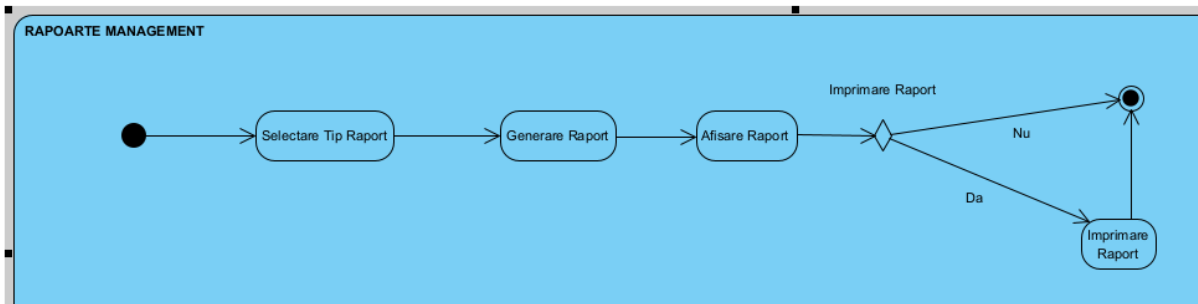 RAPOARTE MANAGEMENT
Imprimare Raport
Selectare Tip Raport
Generare Raport
Afisare Raport
Nu
Da
Imprimare
Raport